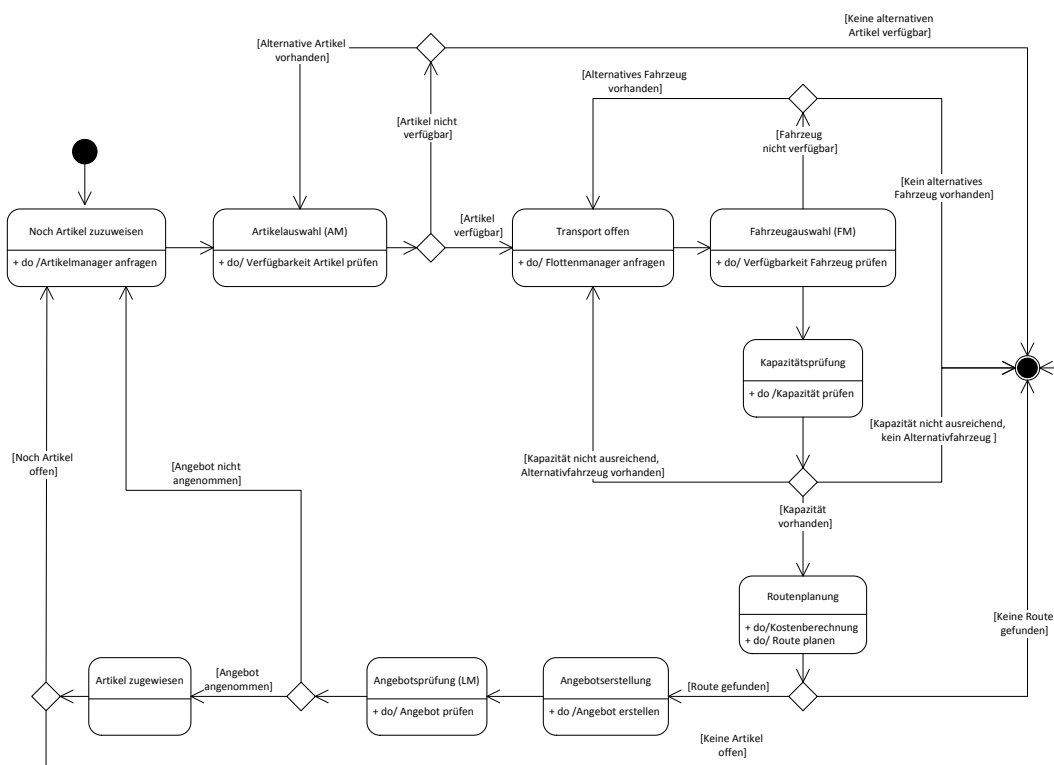 [Keine alternativen
Artikel verfügbar]
[Alternative Artikel
vorhanden]
[Alternatives Fahrzeug
vorhanden]
[Artikel nicht
verfügbar]
[Fahrzeug
nicht verfügbar]
[Kein alternatives
Fahrzeug vorhanden]
Noch Artikel zuzuweisen
+ do /Artikelmanager anfragen
Artikelauswahl (AM)
+ do/ Verfügbarkeit Artikel prüfen
[Artikel
verfügbar]
Transport offen
+ do/ Flottenmanager anfragen
Fahrzeugauswahl (FM)
+ do/ Verfügbarkeit Fahrzeug prüfen
Kapazitätsprüfung
+ do /Kapazität prüfen
[Kapazität nicht ausreichend,
kein Alternativfahrzeug ]
[Noch Artikel
offen]
[Angebot nicht
angenommen]
[Kapazität nicht ausreichend,
Alternativfahrzeug vorhanden]
[Kapazität
vorhanden]
Routenplanung
+ do/Kostenberechnung
+ do/ Route planen
[Keine Route
gefunden]
Artikel zugewiesen
[Angebot
angenommen]
Angebotsprüfung (LM)
+ do/ Angebot prüfen
Angebotserstellung
+ do /Angebot erstellen
[Route gefunden]
[Keine Artikel
offen]